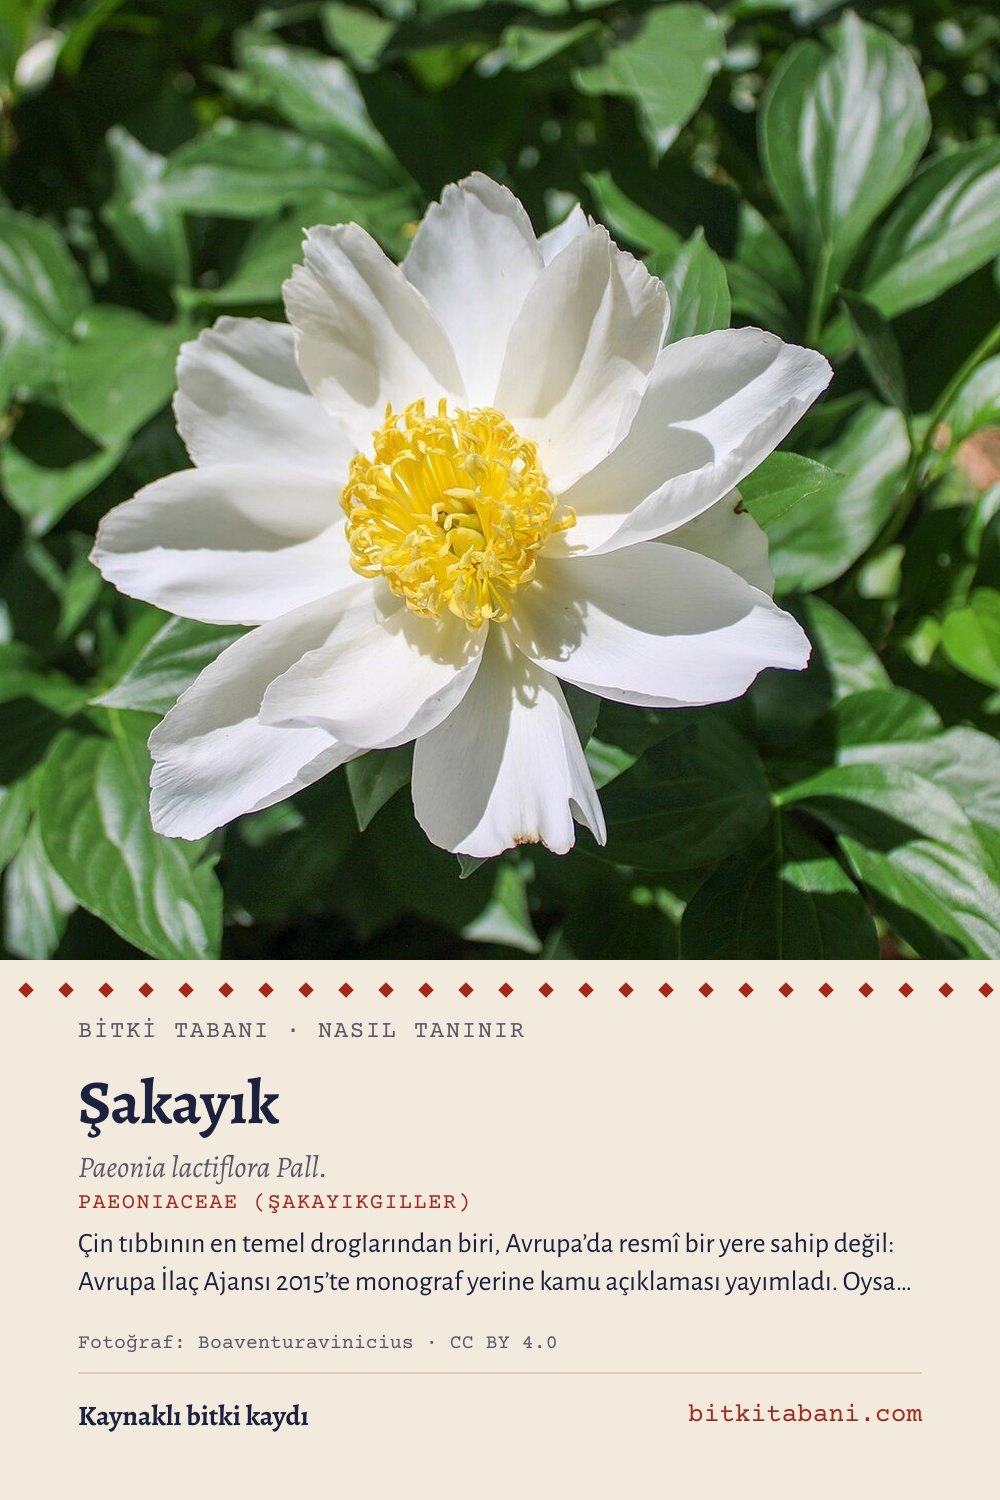 BİTKİ TABANI · NASIL TANINIR
Şakayık
Paeonia lactiflora Pall.
PAEONIACEAE (ŞAKAYIKGILLER)
Çin tıbbının en temel droglarından biri, Avrupa’da resmî bir yere sahip değil:
Avrupa İlaç Ajansı 2015’te monograf yerine kamu açıklaması yayımladı. Oysa…
Fotoğraf: Boaventuravinicius · CC BY 4.0
Kaynaklı bitki kaydı
bitkitabani.com